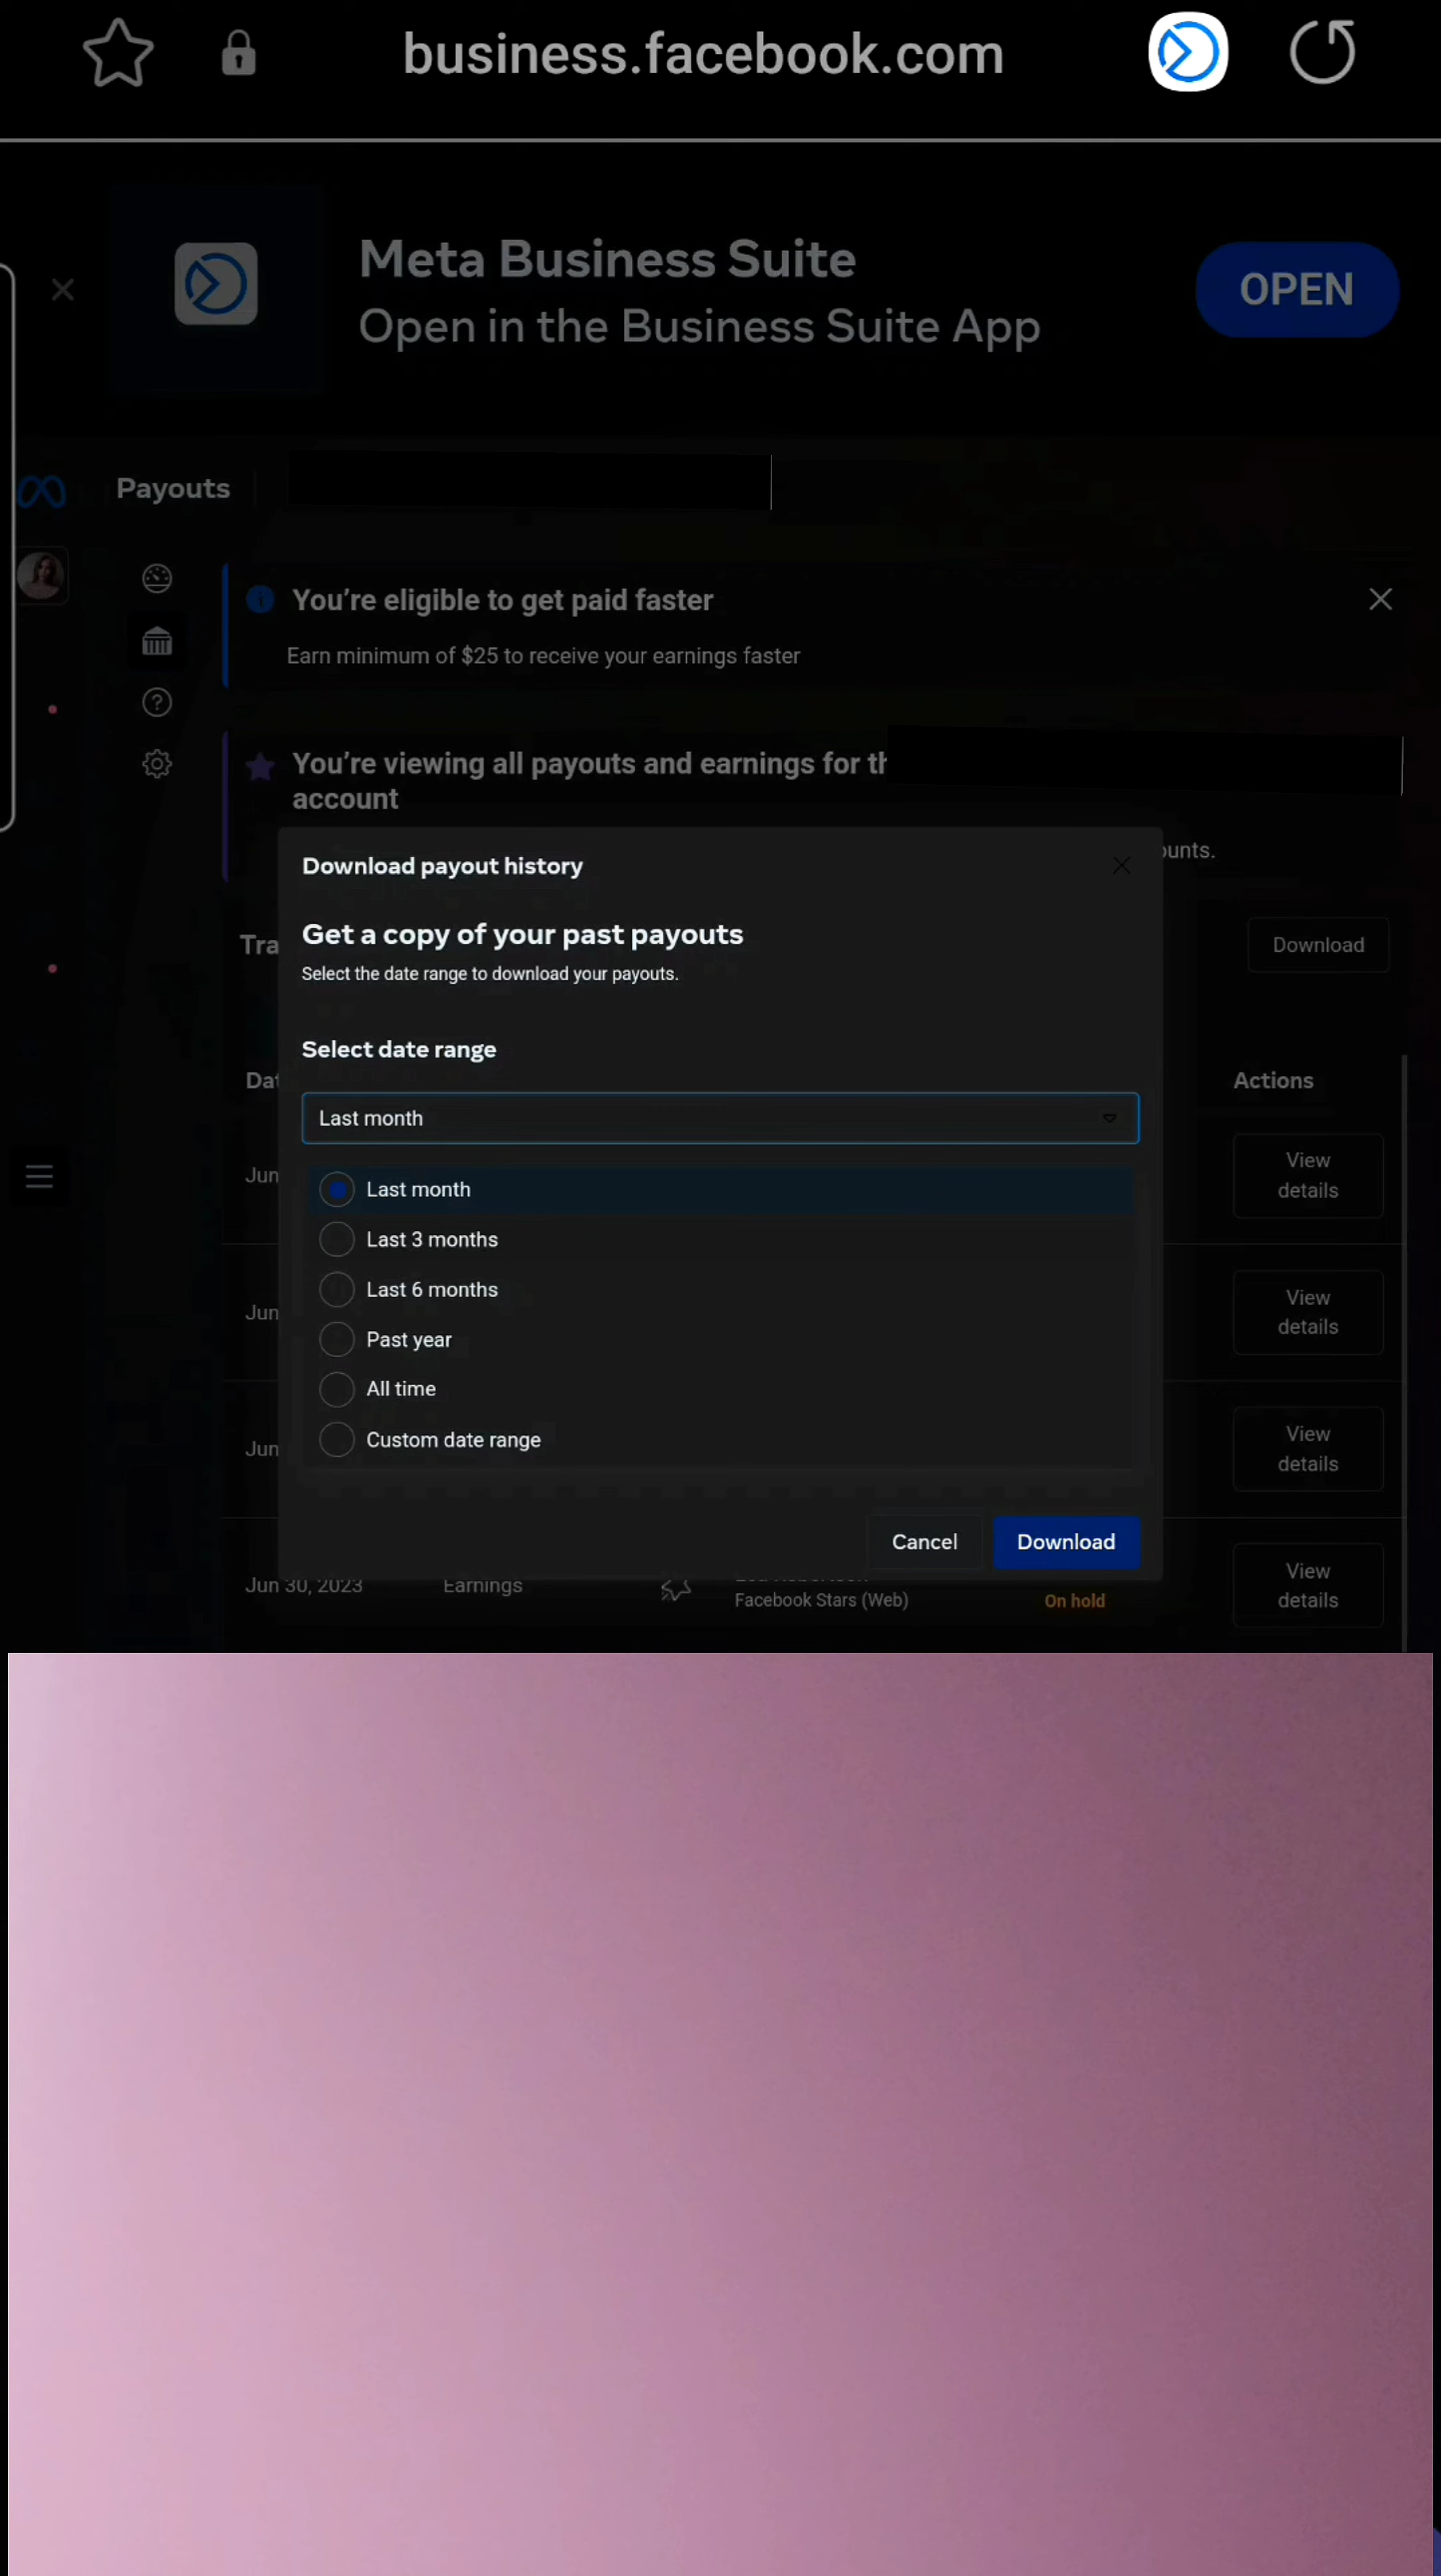 business.facebook.com
Meta Business Suite
Open in the Business Suite App
OPEN
Payouts
You're eligible to get paid faster
Earn minimum of $25 to receive your earnings faster
You're viewing all payouts and earnings for th
account
ounts.
Download payout history
Get a copy of your past payouts
Select the date range to download your payouts.
Tra
Download
Select date range
Dat
Actions
Last month
Jun
View
details
Last month
Last 3 months
Last 6 months
Jun
View
details
Past year
All time
Custom date range
Jun
View
details
Cancel
Download
Jun 30, 2023
Earnings
Facebook Stars (Web)
On hold
View
details